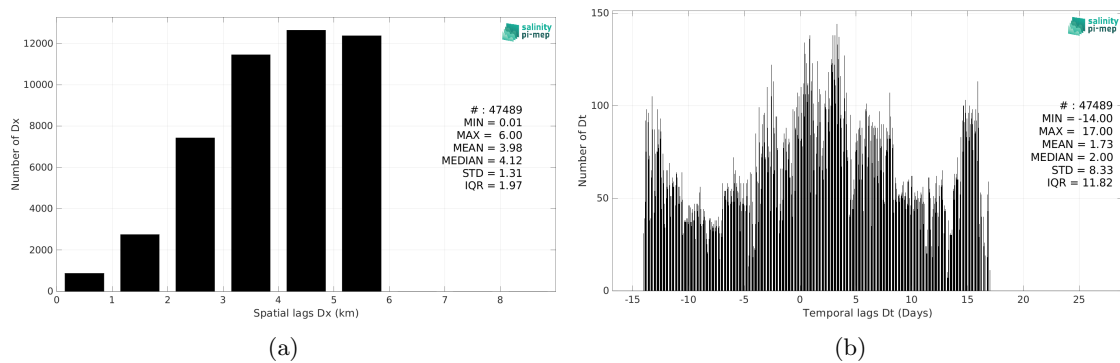 12000
10000
8000
6000
4000
2000
0
Number of Dx
salinity
pi-mep
# : 47489
MIN = 0.01
MAX = 6.00
MEAN = 3.98
MEDIAN = 4.12
STD = 1.31
IQR = 1.97
0 1 2 3 4 5 6 7 8
Spatial lags Dx (km)
(a)
150
100
50
0
Number of Dt
salinity
pi-mep
# : 47489
MIN = -14.00
MAX = 17.00
MEAN = 1.73
MEDIAN = 2.00
STD = 8.33
IQR = 11.82
-15 -10 -5 0 5 10 15 20 25
Temporal lags Dt (Days)
(b)